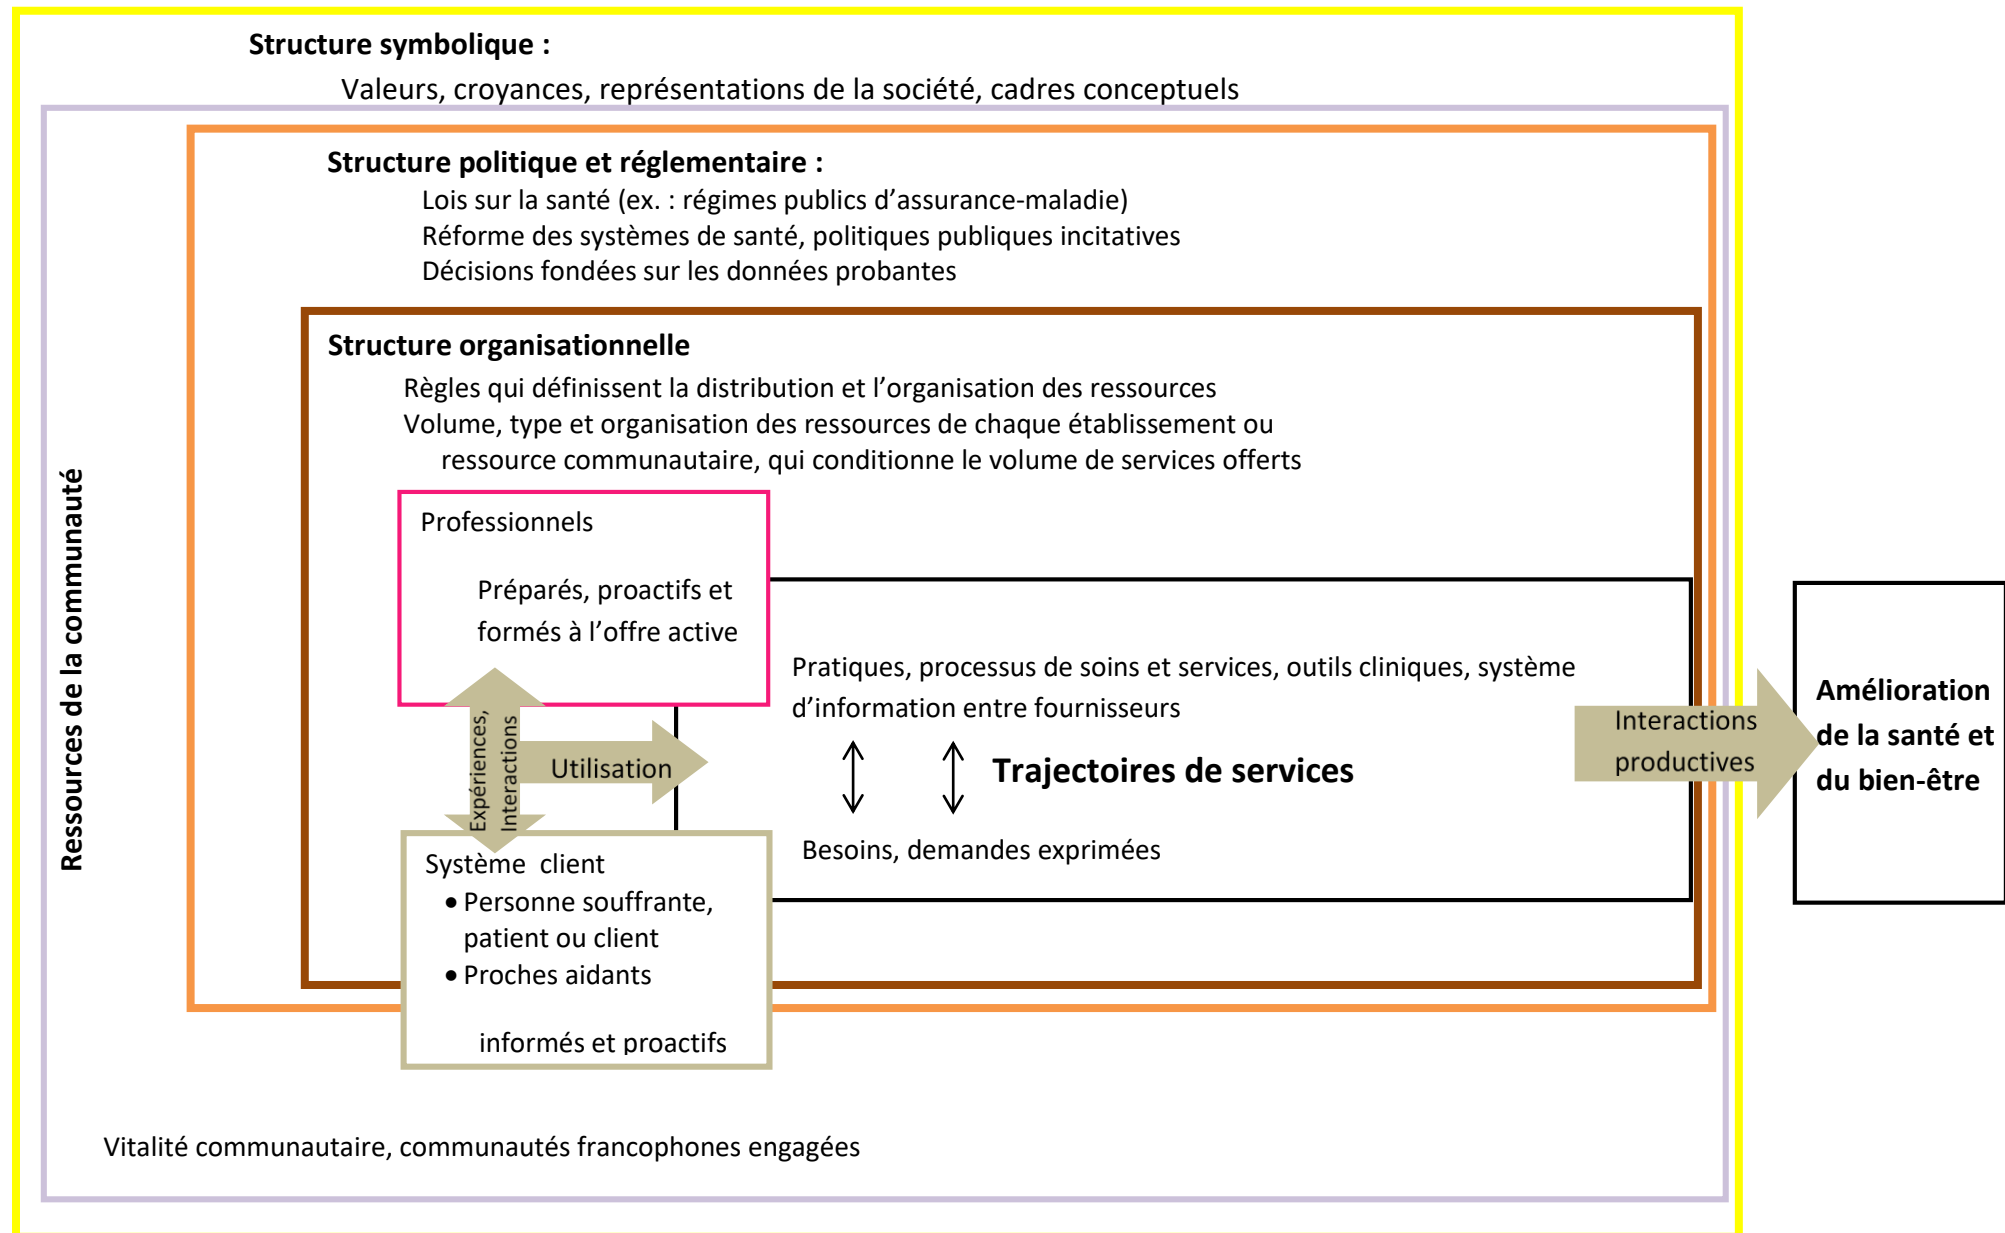 Structure symbolique :
Valeurs, croyances, représentations de la société, cadres conceptuels
Ressources de la communauté
Structure politique et réglementaire :
Lois sur la santé (ex. : régimes publics d’assurance-maladie)
Réforme des systèmes de santé, politiques publiques incitatives
Décisions fondées sur les données probantes
Structure organisationnelle
Règles qui définissent la distribution et l’organisation des ressources
Volume, type et organisation des ressources de chaque établissement ou
ressource communautaire, qui conditionne le volume de services offerts
Professionnels
Préparés, proactifs et
formés à l’offre active
Expériences,
Interactions
Utilisation
Pratiques, processus de soins et services, outils cliniques, système
d’information entre fournisseurs
Trajectoires de services
Besoins, demandes exprimées
Système client
• Personne souffrante,
patient ou client
• Proches aidants
informés et proactifs
Interactions
productives
Amélioration
de la santé et
du bien-être
Vitalité communautaire, communautés francophones engagées